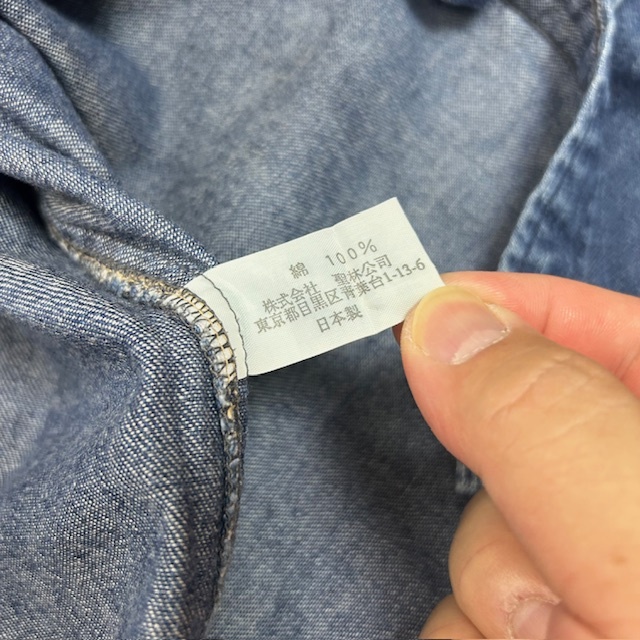 綿 100%
株式会社 聖林公司
東京都目黒区青葉台1-13-6
日本製